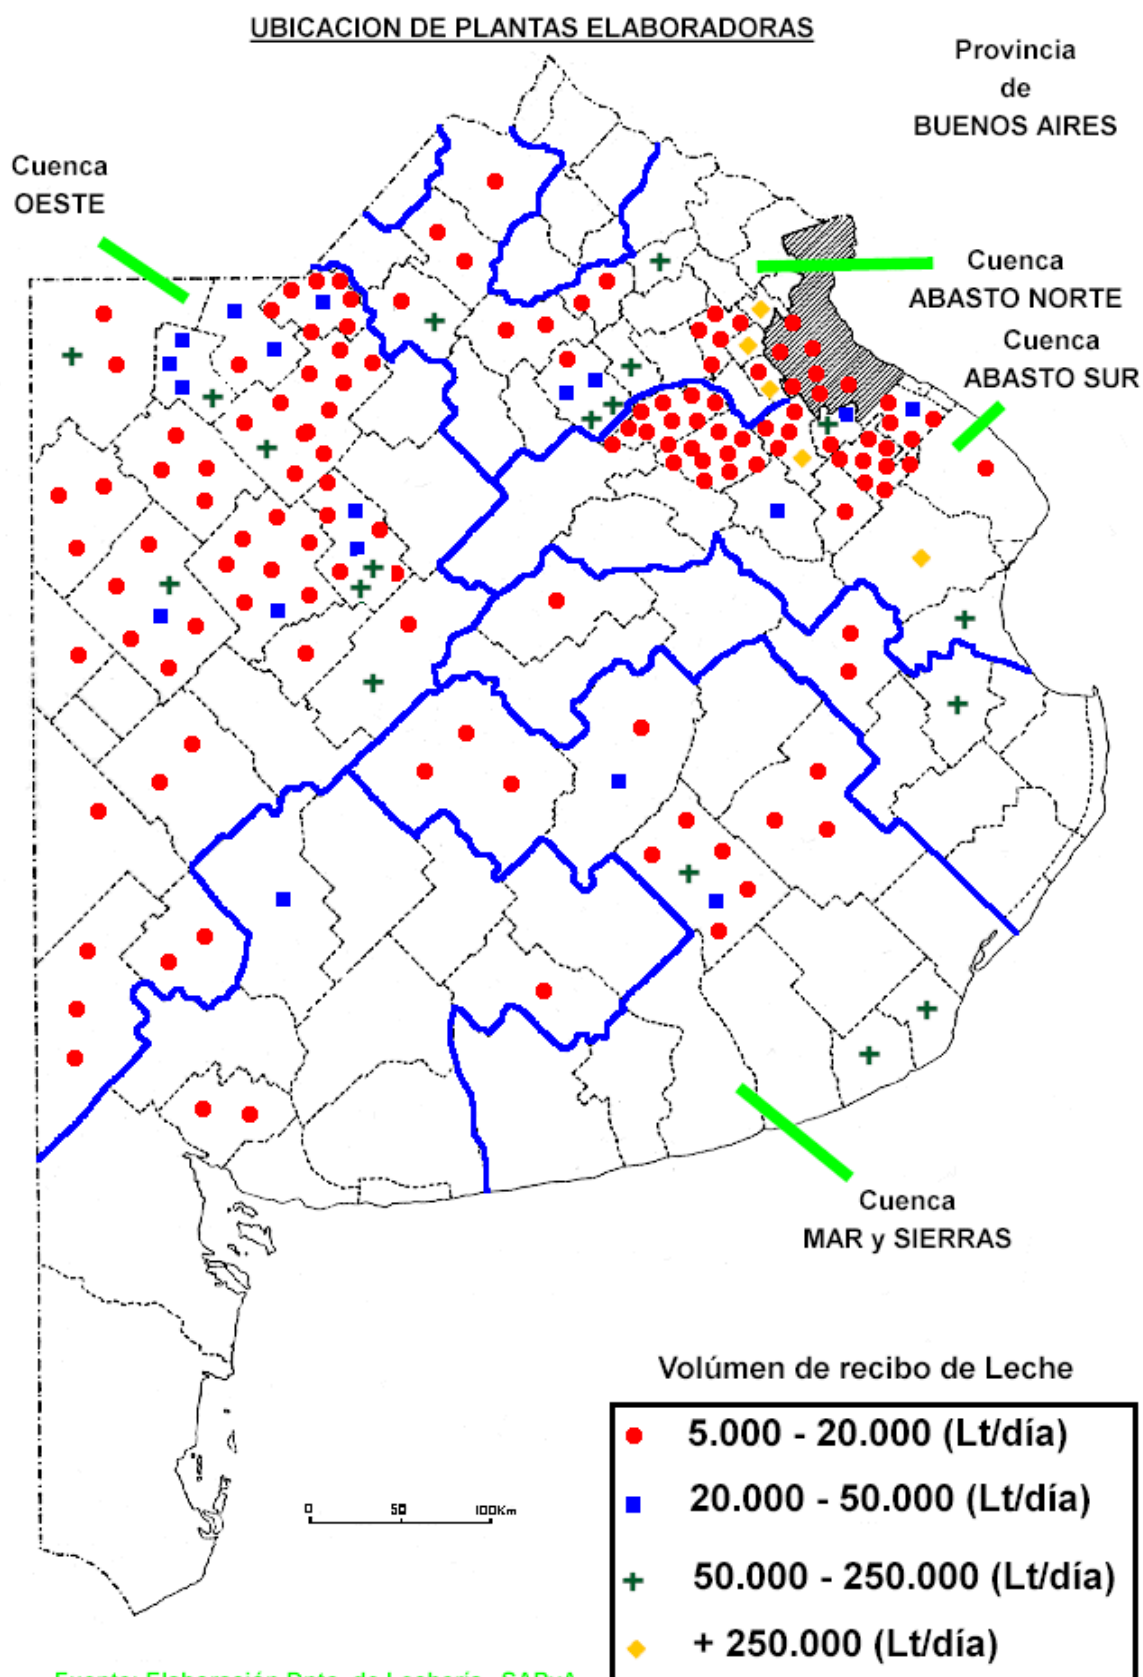 UBICACION DE PLANTAS ELABORADORAS
Provincia
de
BUENOS AIRES
Cuenca
OESTE
Cuenca
ABASTO NORTE
Cuenca
ABASTO SUR
Cuenca
MAR y SIERRAS
Volúmen de recibo de Leche
5.000 - 20.000 (Lt/día)
20.000 - 50.000 (Lt/día)
50.000 - 250.000 (Lt/día)
+ 250.000 (Lt/día)
0 50 100Km